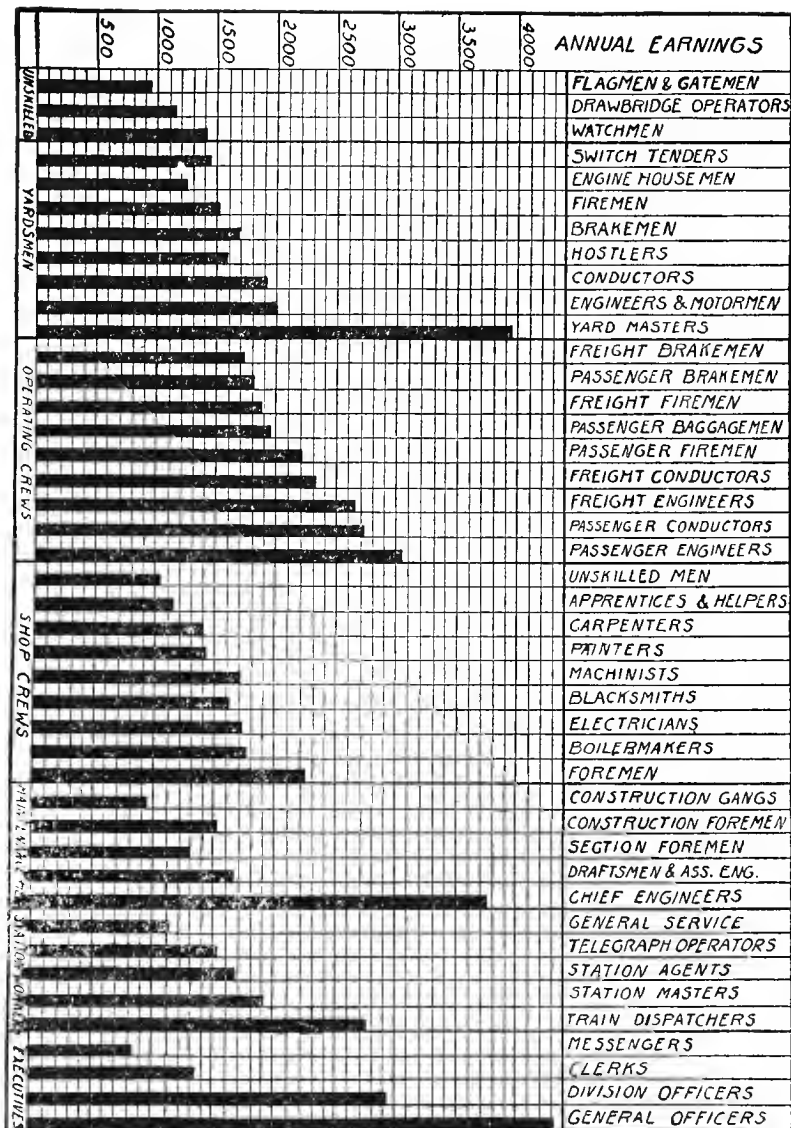 500 1000 1500 2000 2500 3000 3500 4000 ANNUAL EARNINGS
UNSKILLED
FLAGMEN & GATEMEN
DRAWBRIDGE OPERATORS
WATCHMEN
YARDSMEN
SWITCH TENDERS
ENGINE HOUSE MEN
FIREMEN
BRAKEMEN
HOSTLERS
CONDUCTORS
ENGINEERS & MOTORMEN
YARD MASTERS
OPERATING CREWS
FREIGHT BRAKEMEN
PASSENGER BRAKEMEN
FREIGHT FIREMEN
PASSENGER BAGGAGEMEN
PASSENGER FIREMEN
FREIGHT CONDUCTORS
FREIGHT ENGINEERS
PASSENGER CONDUCTORS
PASSENGER ENGINEERS
SHOP CREWS
UNSKILLED MEN
APPRENTICES & HELPERS
CARPENTERS
PAINTERS
MACHINISTS
BLACKSMITHS
ELECTRICIANS
BOILERMAKERS
FOREMEN
CONSTRUCTION GANGS
CONSTRUCTION FOREMEN
SECTION FOREMEN
DRAFTSMEN & ASS. ENG.
CHIEF ENGINEERS
STATION
GENERAL SERVICE
TELEGRAPH OPERATORS
STATION AGENTS
STATION MASTERS
TRAIN DISPATCHERS
EXECUTIVES
MESSENGERS
CLERKS
DIVISION OFFICERS
GENERAL OFFICERS